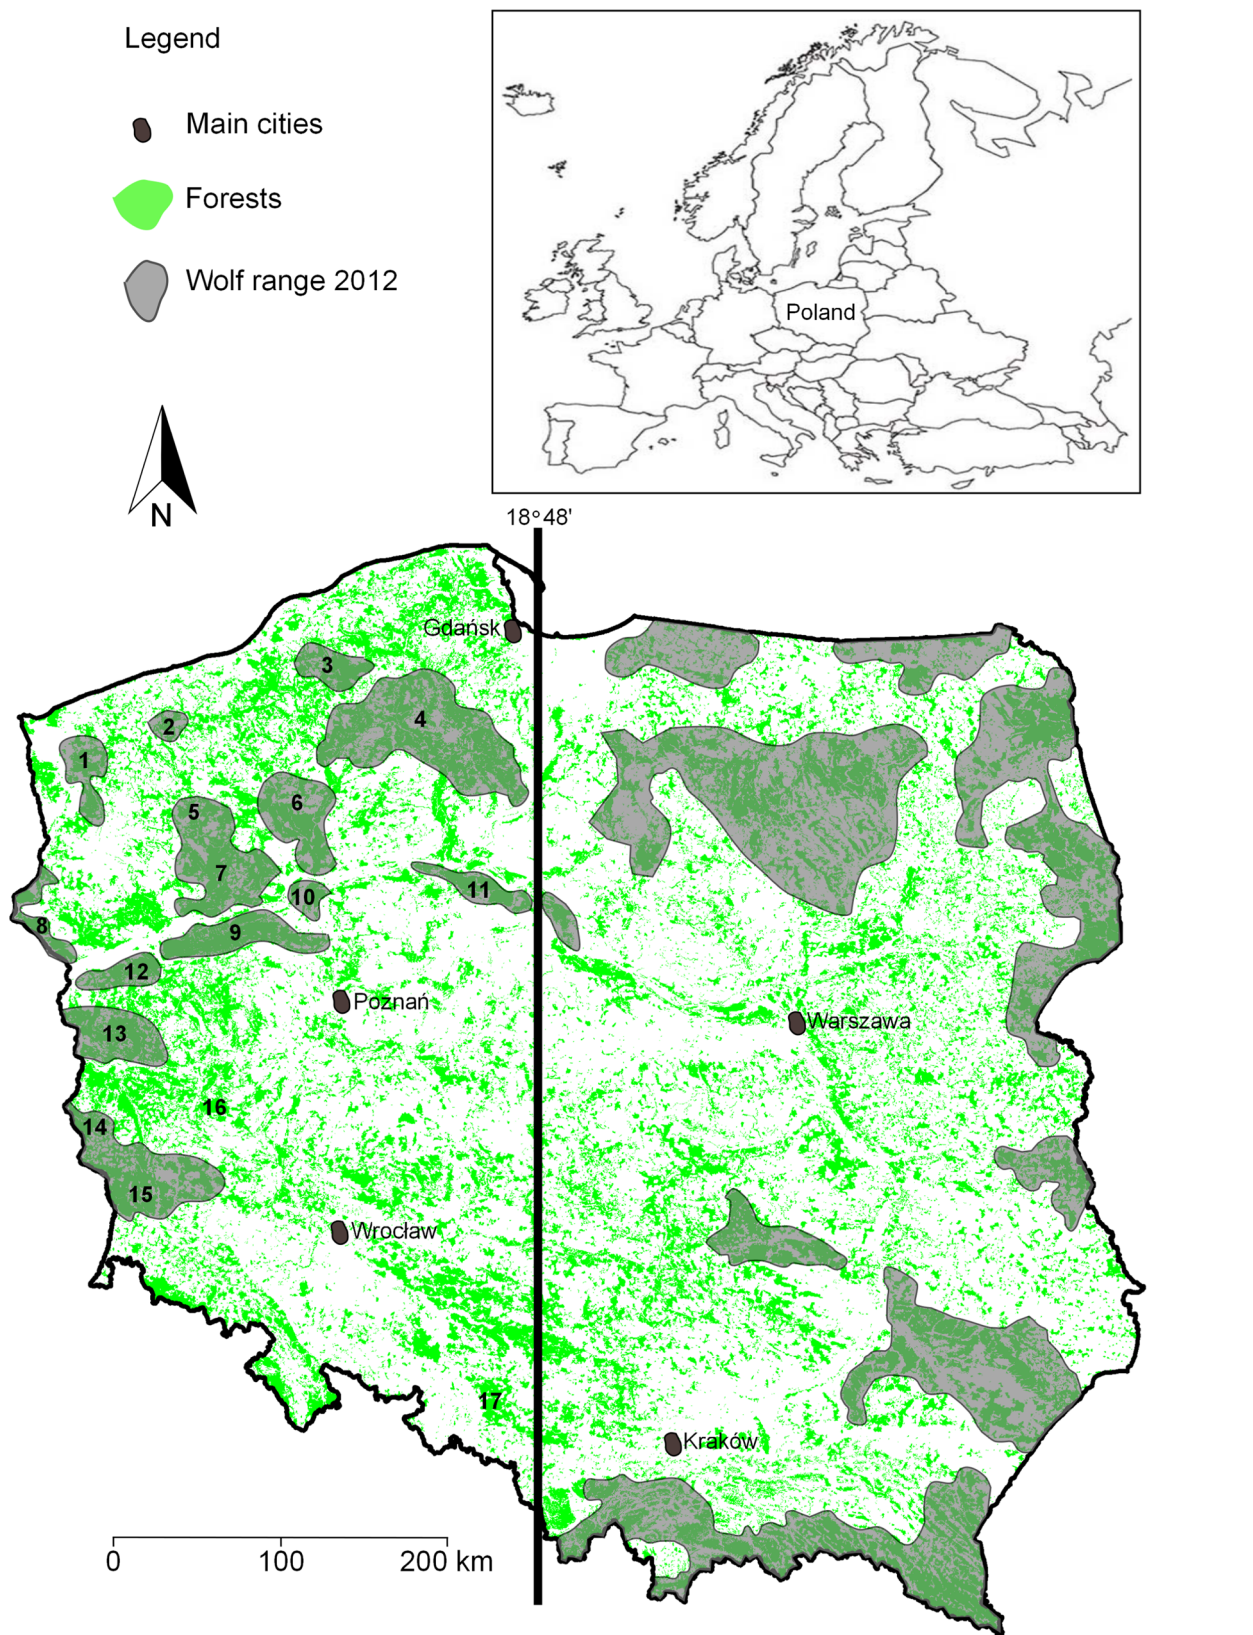 Legend
Main cities
Forests
Wolf range 2012
N
Poland
18°48'
Gdańsk
3
4
2
1
5
6
7
10
11
8
9
12
Poznań
13
Warszawa
16
14
15
Wrocław
17
Kraków
0 100 200 km